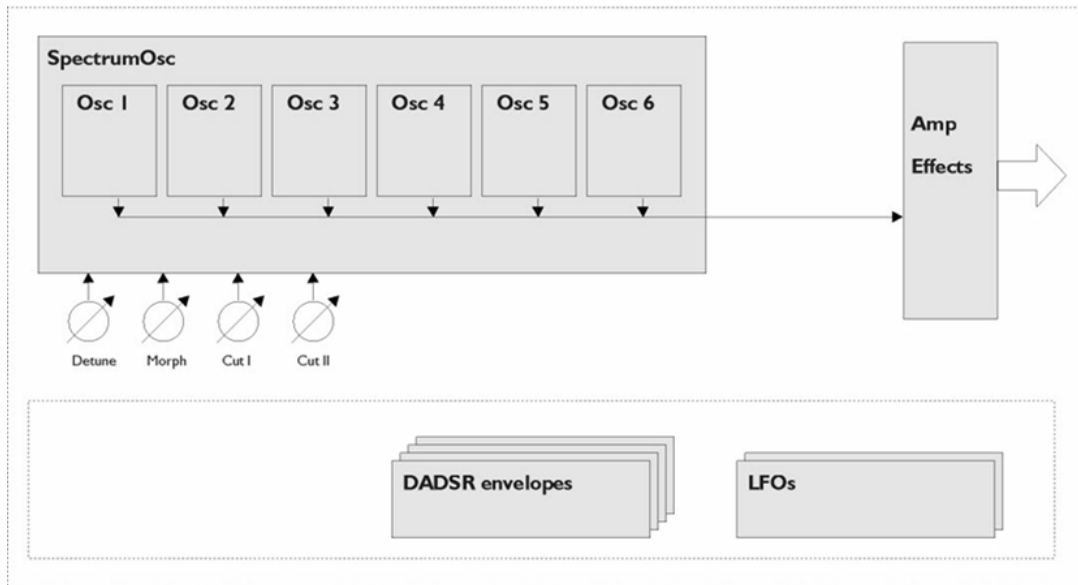 SpectrumOsc
Osc 1
Osc 2
Osc 3
Osc 4
Osc 5
Osc 6
Amp
Effects
Detune
Morph
Cut I
Cut II
DADSR envelopes
LFOs